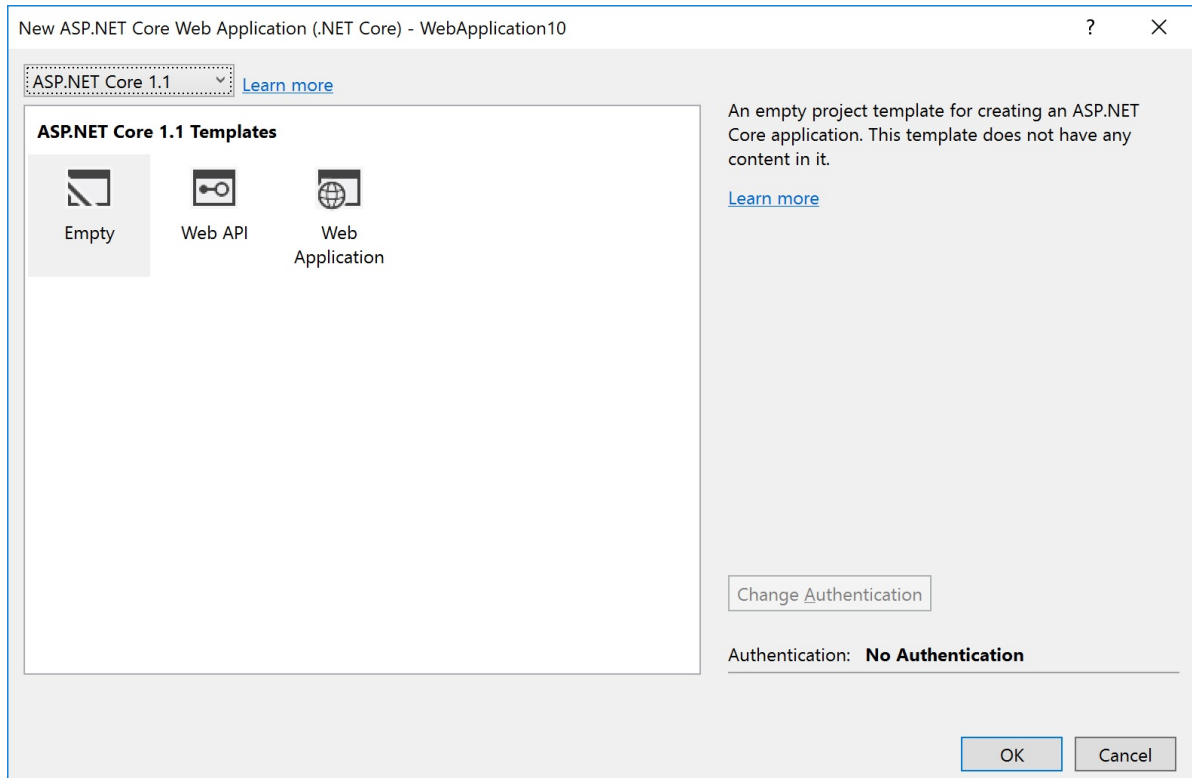 New ASP.NET Core Web Application (.NET Core) - WebApplication10
?
ASP.NET Core 1.1
Learn more
ASP.NET Core 1.1 Templates
Empty
Web API
Web
Application
An empty project template for creating an ASP.NET
Core application. This template does not have any
content in it.
Learn more
Change Authentication
Authentication: No Authentication
OK
Cancel